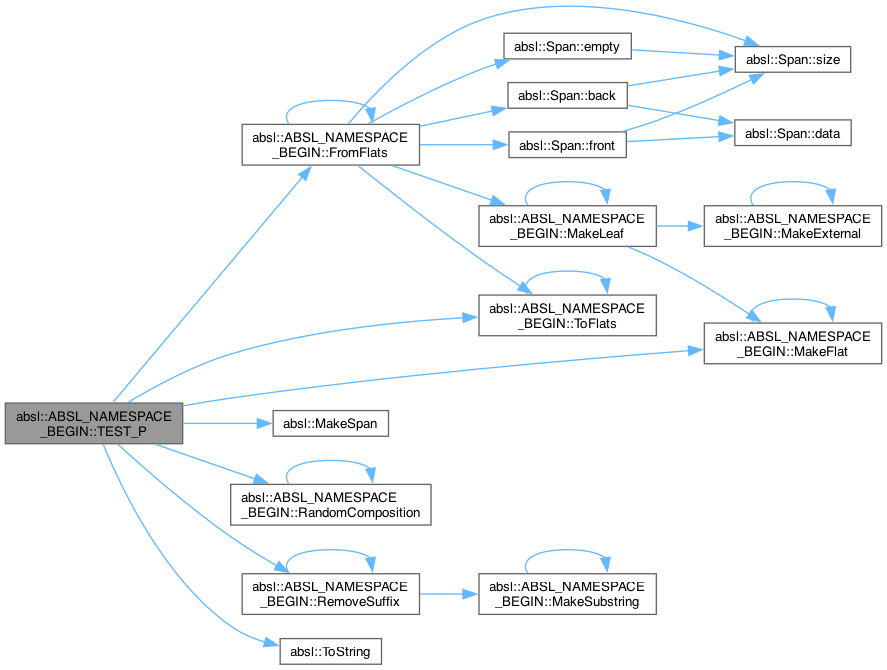 absl::Span::empty
absl::Span::size
absl::Span::back
absl::ABSL_NAMESPACE
_BEGIN::FromFlats
absl::Span::front
absl::Span::data
absl::ABSL_NAMESPACE
_BEGIN::MakeLeaf
absl::ABSL_NAMESPACE
_BEGIN::MakeExternal
absl::ABSL_NAMESPACE
_BEGIN::ToFlats
absl::ABSL_NAMESPACE
_BEGIN::MakeFlat
absl::ABSL_NAMESPACE
_BEGIN::TEST_P
absl::MakeSpan
absl::ABSL_NAMESPACE
_BEGIN::RandomComposition
absl::ABSL_NAMESPACE
_BEGIN::RemoveSuffix
absl::ABSL_NAMESPACE
_BEGIN::MakeSubstring
absl::ToString